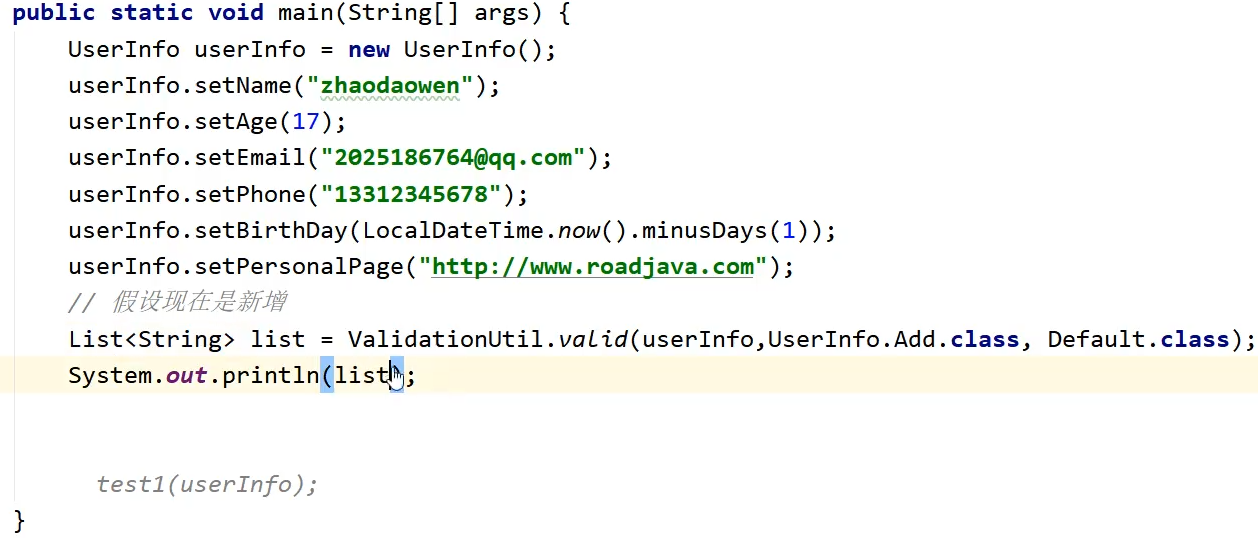 public static void main(String[] args) {
UserInfo userInfo = new UserInfo();
userInfo.setName("zhaodaowen");
userInfo.setAge(17);
userInfo.setEmail("2025186764@qq.com");
userInfo.setPhone("13312345678");
userInfo.setBirthDay(LocalDateTime.now().minusDays(1));
userInfo.setPersonalPage("http://www.roadjava.com");
// 假设现在是新增
List<String> list = ValidationUtil.valid(userInfo,UserInfo.Add.class, Default.class);
System.out.println(list);
test1(userInfo);
}